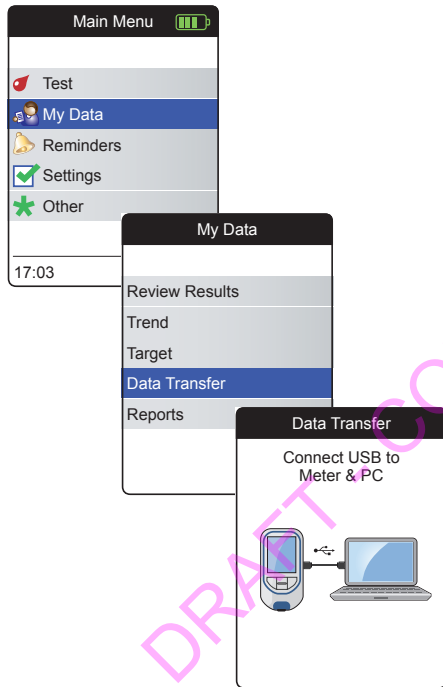 Main Menu
Test
My Data
Reminders
Settings
Other
17:03
My Data
Review Results
Trend
Target
Data Transfer
Reports
Data Transfer
Connect USB to
Meter & PC
DRAFT - CO